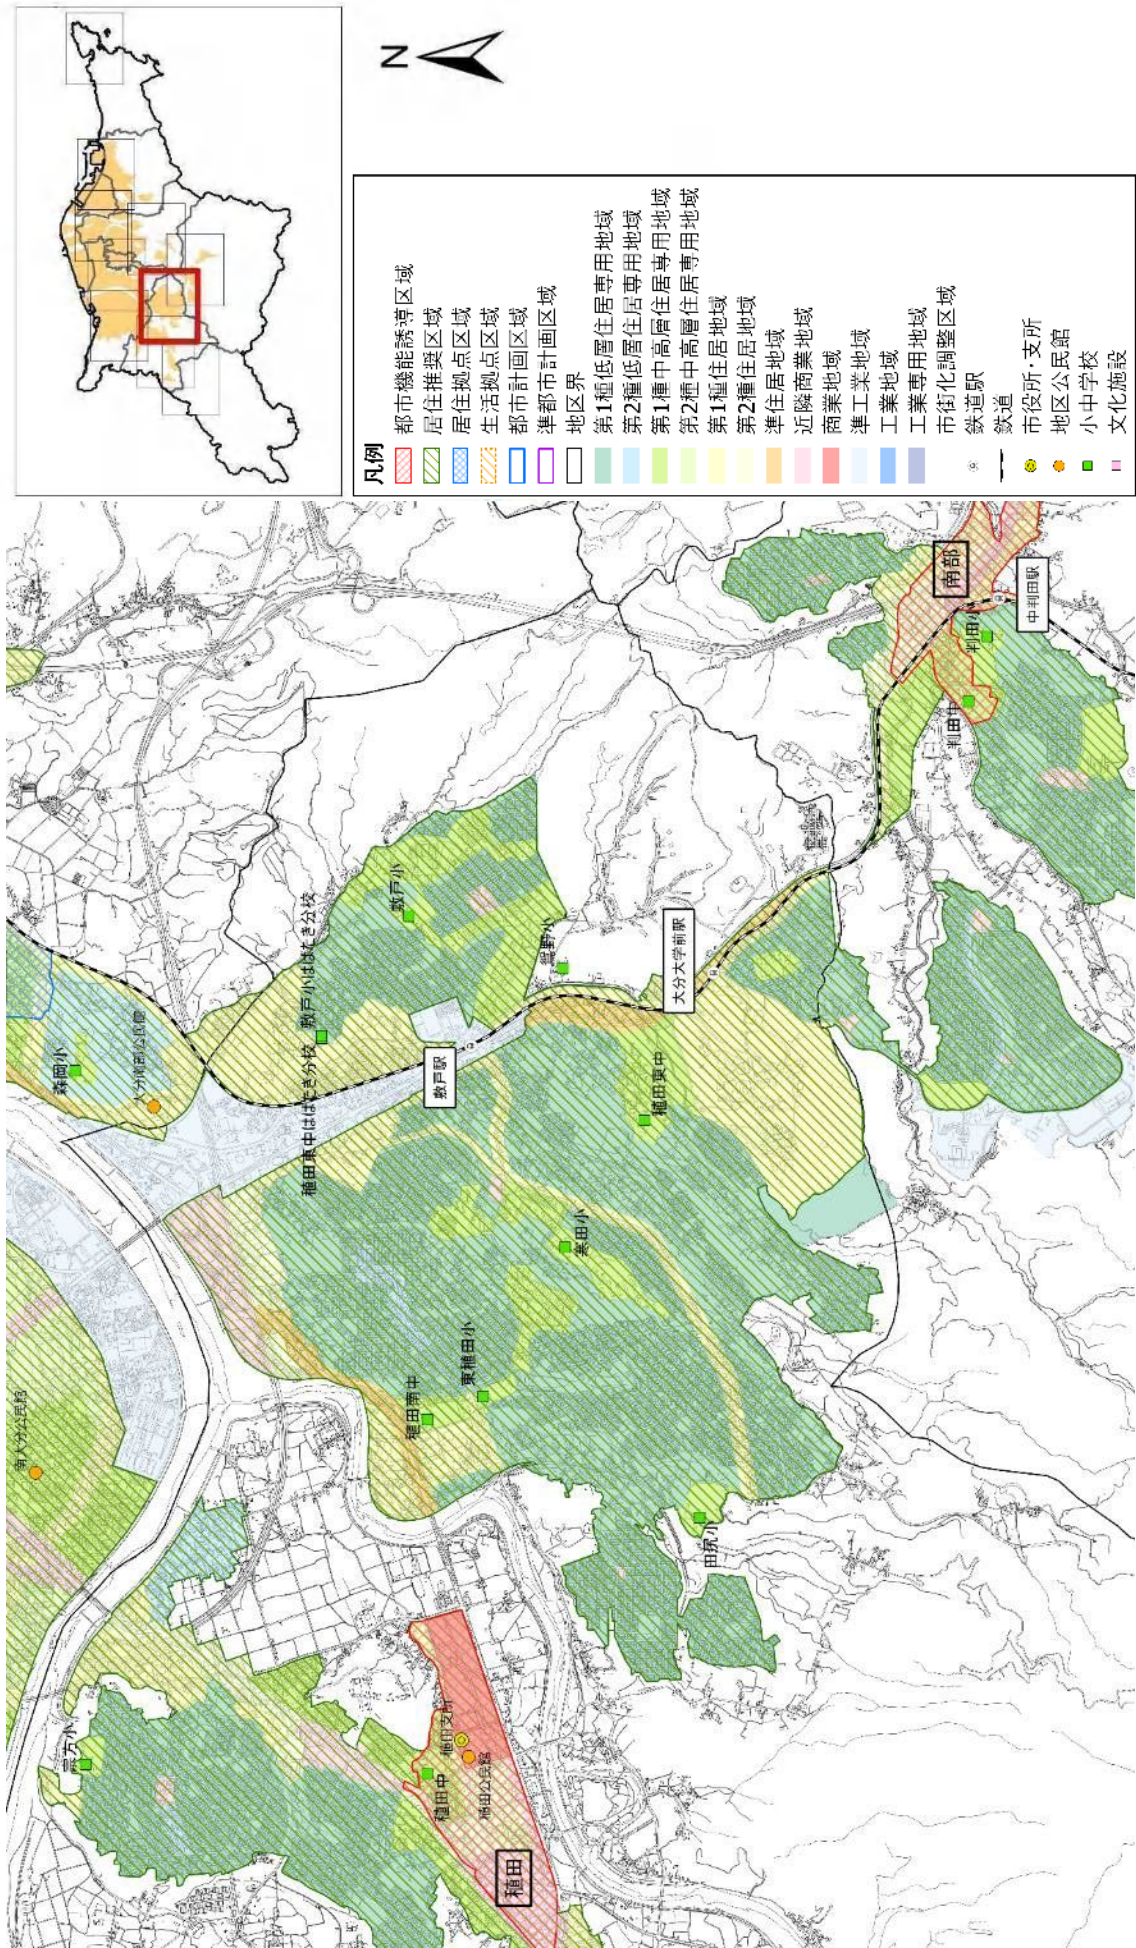 N
凡例
都市機能誘導区域
居住推奨区域
居住拠点区域
生活拠点区域
都市計画区域
準都市計画区域
地区界
第1種低層住居専用地域
第2種低層住居専用地域
第1種中高層住居専用地域
第2種中高層住居専用地域
第1種住居地域
第2種住居地域
準住居地域
近隣商業地域
商業地域
準工業地域
工業地域
工業専用地域
市街化調整区域
鉄道駅
鉄道
市役所・支所
地区公民館
小中学校
文化施設
南大分公民館
森岡小
大分南部公民館
敷戸小はばたき分校
稙田東中はばたき分校
敷戸小
敷戸駅
鴛野小
大分大学前駅
稙田東中
寒田小
東稙田小
稙田南中
田尻小
宗方小
稙田中
稙田支所
稙田公民館
稙田
南部
判田小
中判田駅
判田中